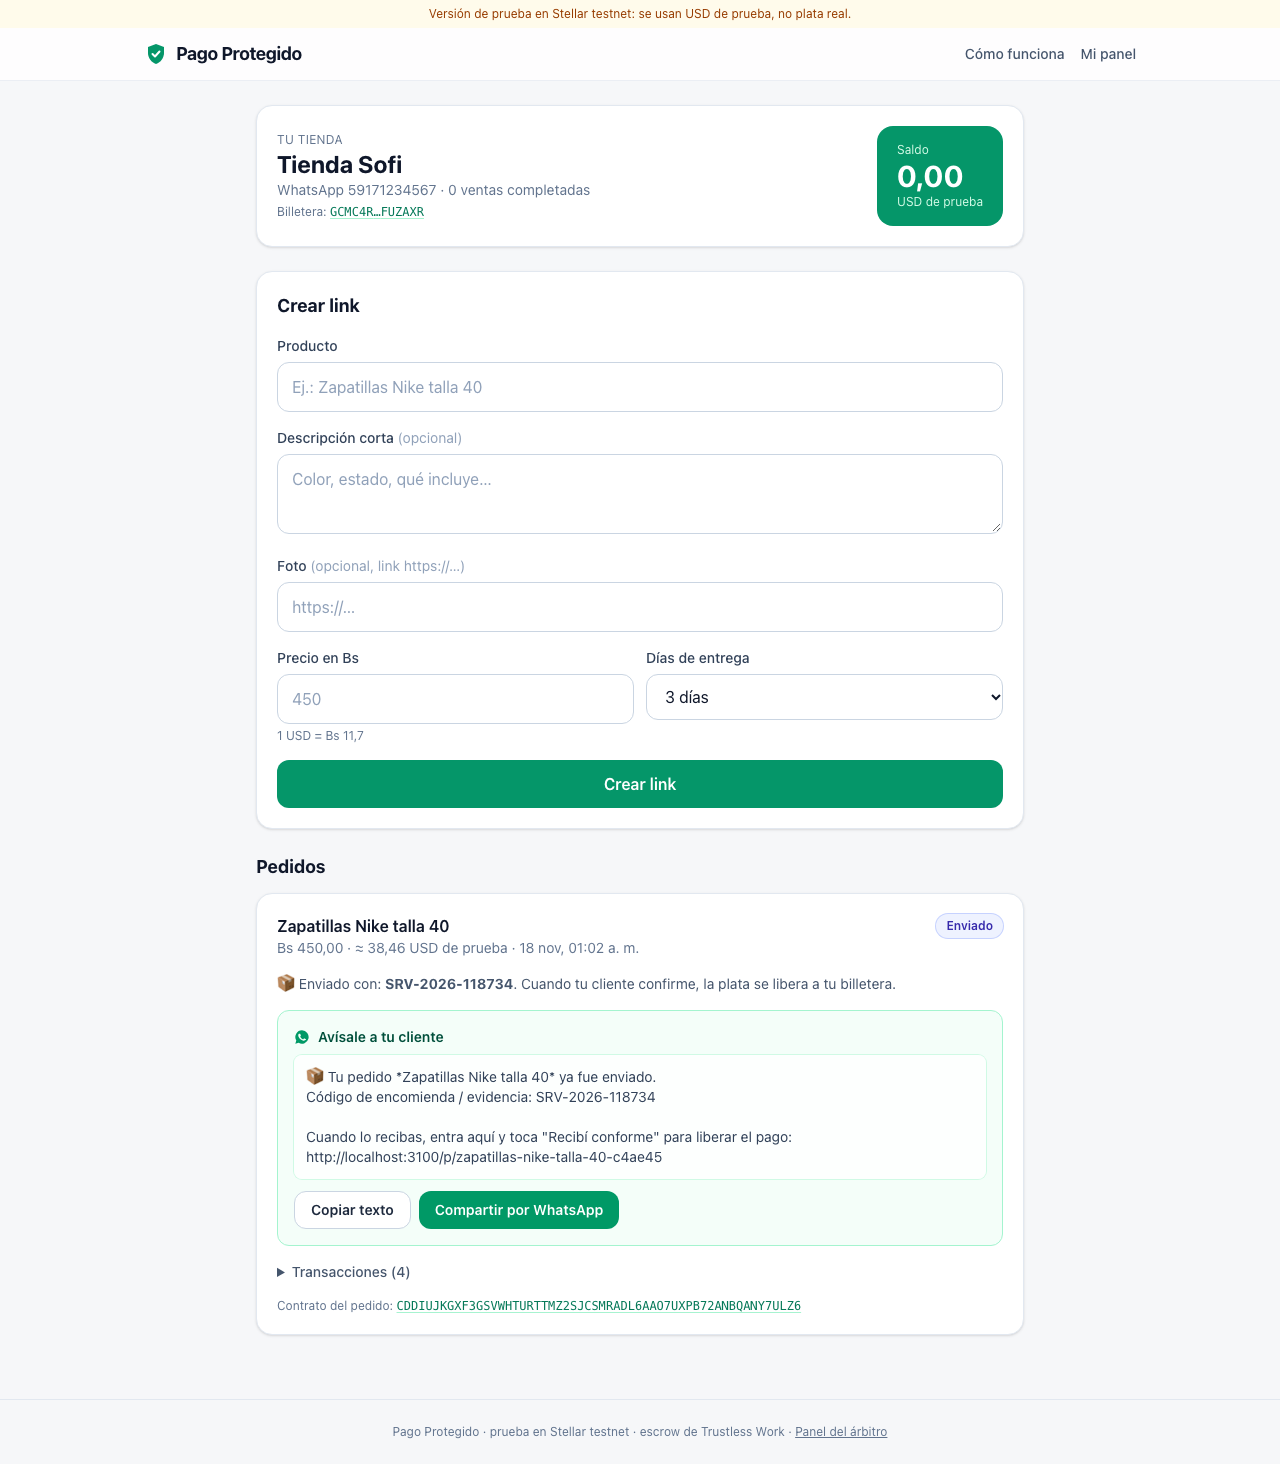 Versión de prueba en Stellar testnet: se usan USD de prueba, no plata real.
Pago Protegido
Cómo funciona
Mi panel
TU TIENDA
Tienda Sofi
WhatsApp 59171234567 · 0 ventas completadas
Billetera: GCMC4R…FUZAXR
Saldo
0,00
USD de prueba
Crear link
Producto
Ej.: Zapatillas Nike talla 40
Descripción corta (opcional)
Color, estado, qué incluye...
Foto (opcional, link https://...)
https://...
Precio en Bs
Días de entrega
450
3 días
1 USD = Bs 11,7
Crear link
Pedidos
Zapatillas Nike talla 40
Enviado
Bs 450,00 · ≈ 38,46 USD de prueba · 18 nov, 01:02 a. m.
📦 Enviado con: SRV-2026-118734. Cuando tu cliente confirme, la plata se libera a tu billetera.
Avísale a tu cliente
📦 Tu pedido *Zapatillas Nike talla 40* ya fue enviado.
Código de encomienda / evidencia: SRV-2026-118734
Cuando lo recibas, entra aquí y toca "Recibí conforme" para liberar el pago:
http://localhost:3100/p/zapatillas-nike-talla-40-c4ae45
Copiar texto
Compartir por WhatsApp
Transacciones (4)
Contrato del pedido: CDDIUJKGXF3GSVWHTURTTMZ2SJCSMRADL6AAO7UXPB72ANBQANY7ULZ6
Pago Protegido · prueba en Stellar testnet · escrow de Trustless Work · Panel del árbitro